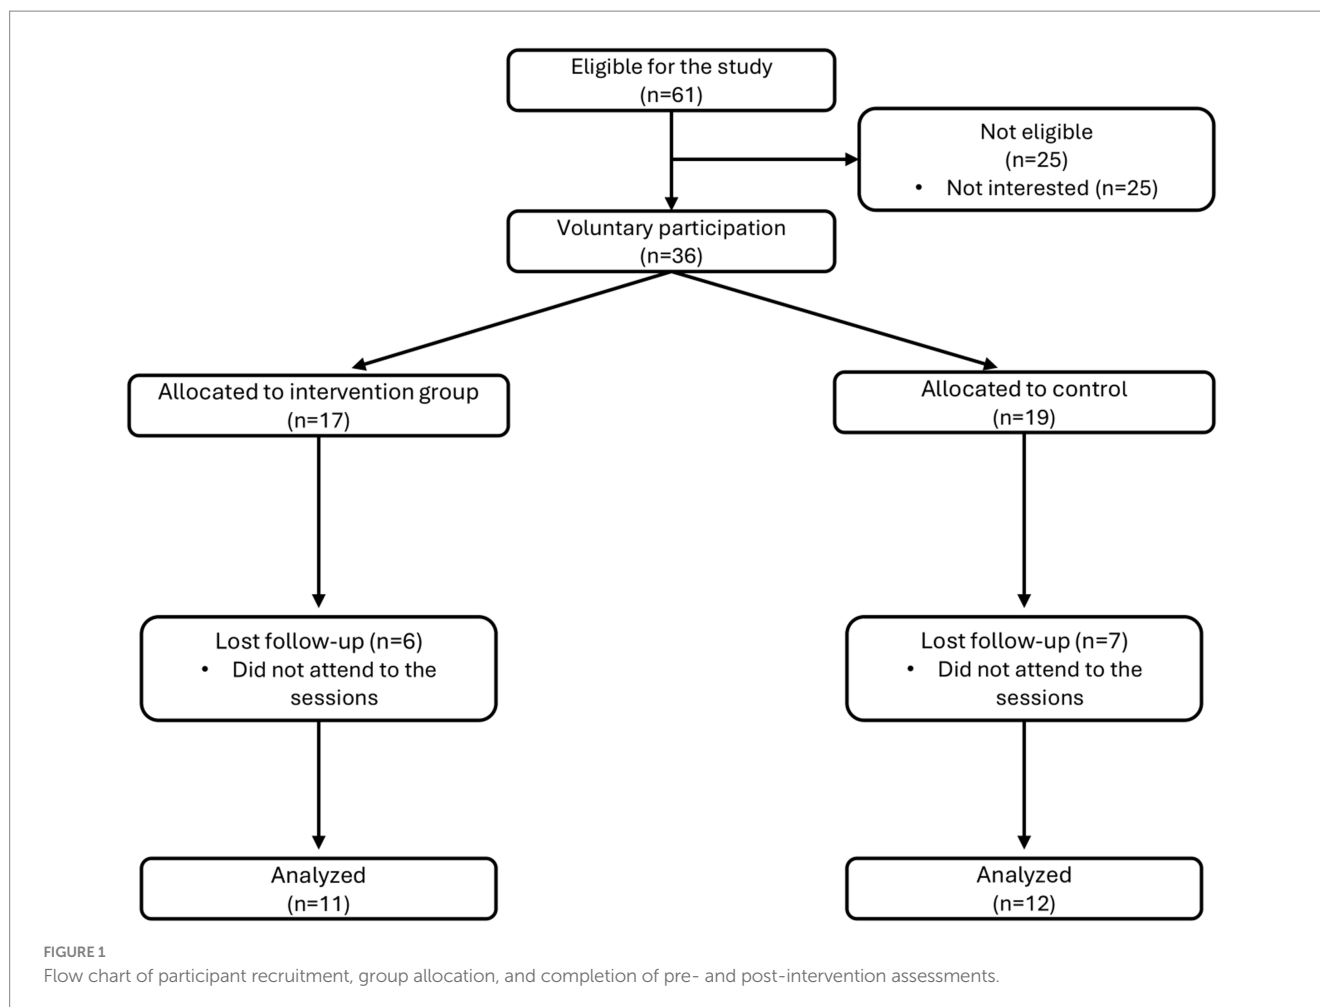 Eligible for the study
(n=61)
Not eligible
(n=25)
• Not interested (n=25)
Voluntary participation
(n=36)
Allocated to intervention group
(n=17)
Allocated to control
(n=19)
Lost follow-up (n=6)
• Did not attend to the
sessions
Lost follow-up (n=7)
• Did not attend to the
sessions
Analyzed
(n=11)
Analyzed
(n=12)
FIGURE 1
Flow chart of participant recruitment, group allocation, and completion of pre- and post-intervention assessments.